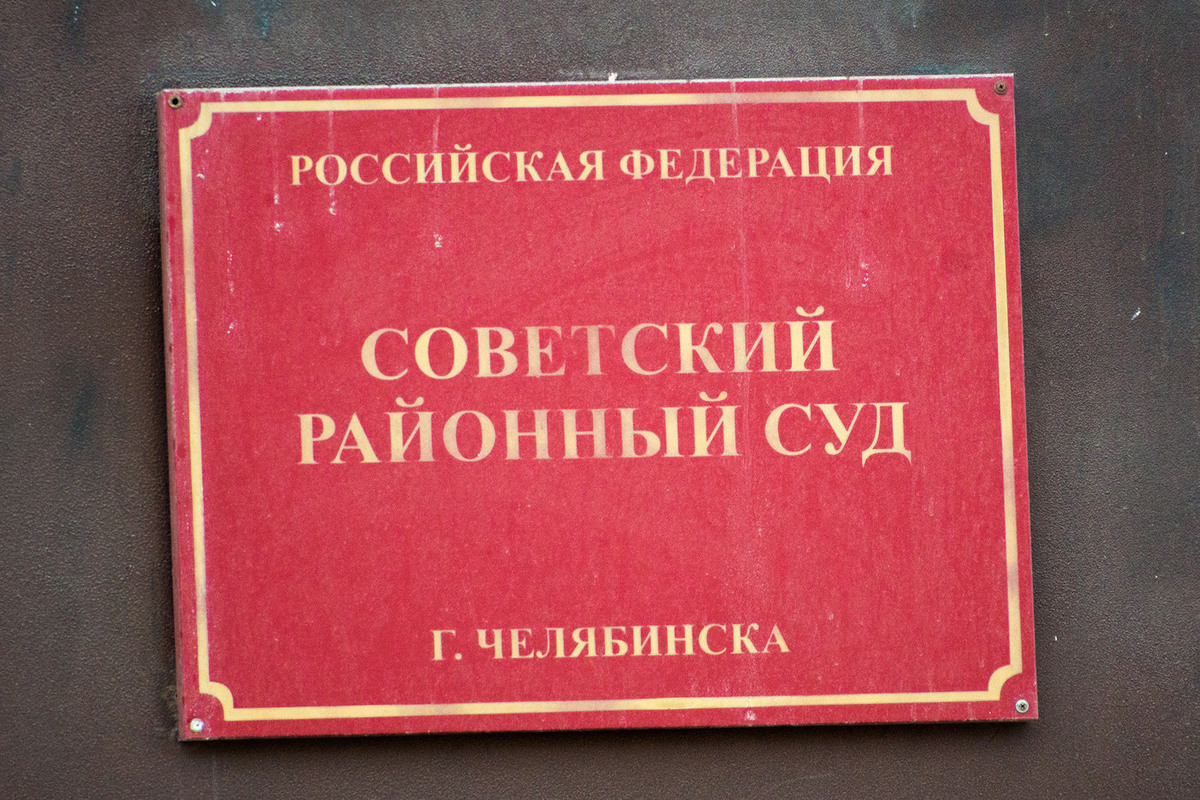 РОССИЙСКАЯ ФЕДЕРАЦИЯ
СОВЕТСКИЙ
РАЙОННЫЙ СУД
Г. ЧЕЛЯБИНСКА